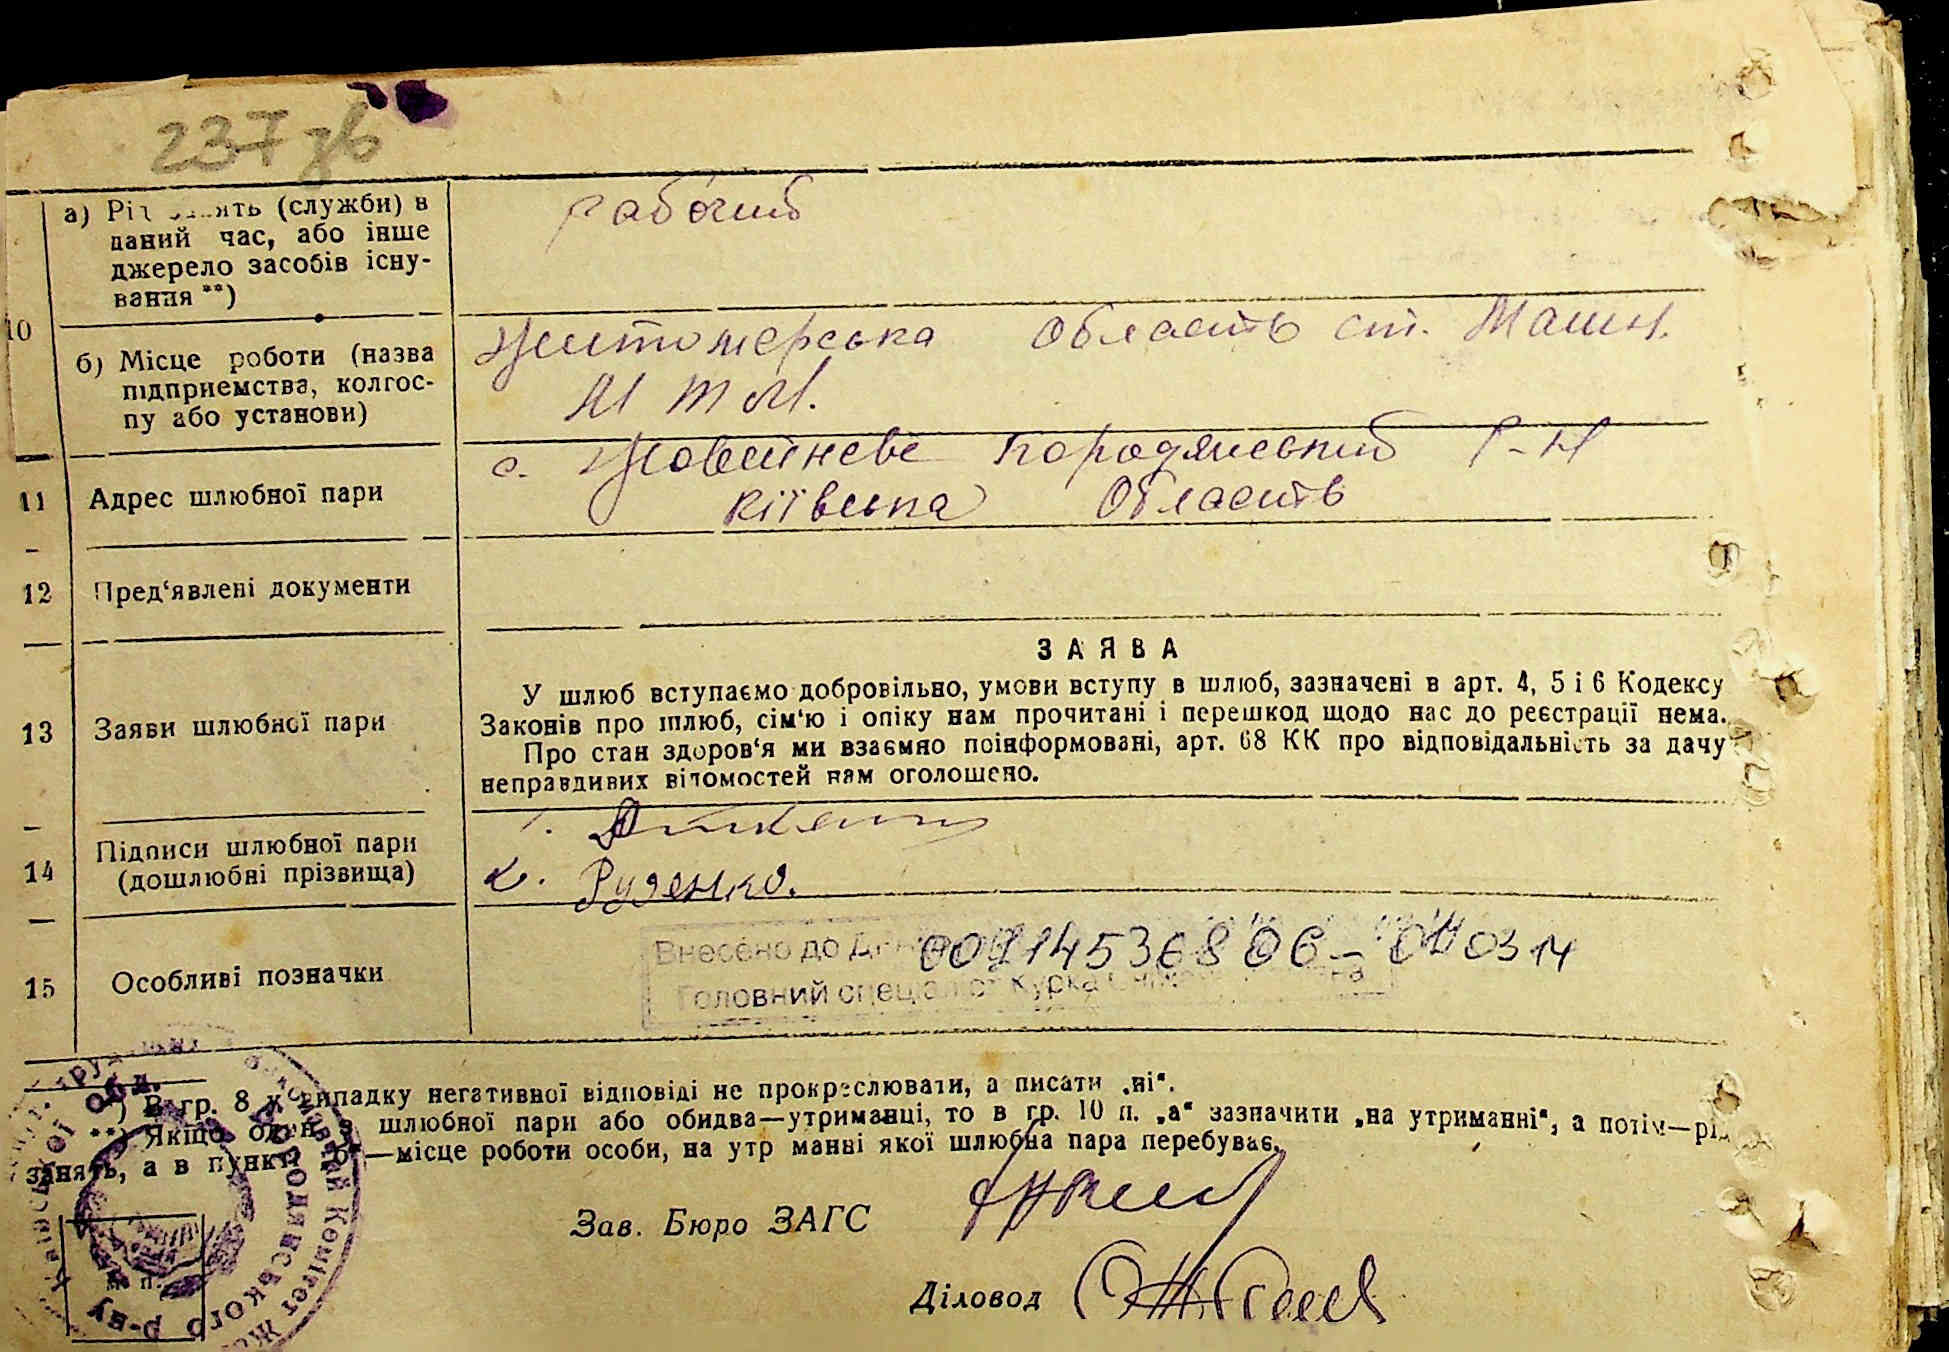 237 зв
а) Рід занять (служби) в
даний час, або інше
джерело засобів існу-
вання **)
рабочий
10
б) Місце роботи (назва
підприємства, колгос-
пу або установи)
Житомерська Область ст.
М Т М.
11
Адрес шлюбної пари
с. Жовтневе Бородянський р-н
Київська Область
12
Пред‘явлені документи
13
Заяви шлюбної пари
ЗАЯВА
У шлюб вступаємо добровільно, умови вступу в шлюб, зазначені в арт. 4, 5 і 6 Кодексу
Законів про шлюб, сім‘ю і опіку нам прочитані і перешкод щодо нас до реєстрації нема.
Про стан здоров‘я ми взаємно поінформовані, арт. 68 КК про відповідальність за дачу
неправдивих відомостей нам оголошено.
14
Підписи шлюбної пари
(дошлюбні прізвища)
1.
2. Руденко.
15
Особливі позначки
Внесено до
Головний спеціаліст Курка
*) В гр. 8 у випадку негативної відповіді не прокреслювати, а писати „ні“.
**) Якщо один з шлюбної пари або обидва—утриманці, то в гр. 10 п. „а“ зазначити „на утриманні“, а потім—рід
занять, а в пункті „б“—місце роботи особи, на утриманні якої шлюбна пара перебуває.
Зав. Бюро ЗАГС
Діловод
м. п.